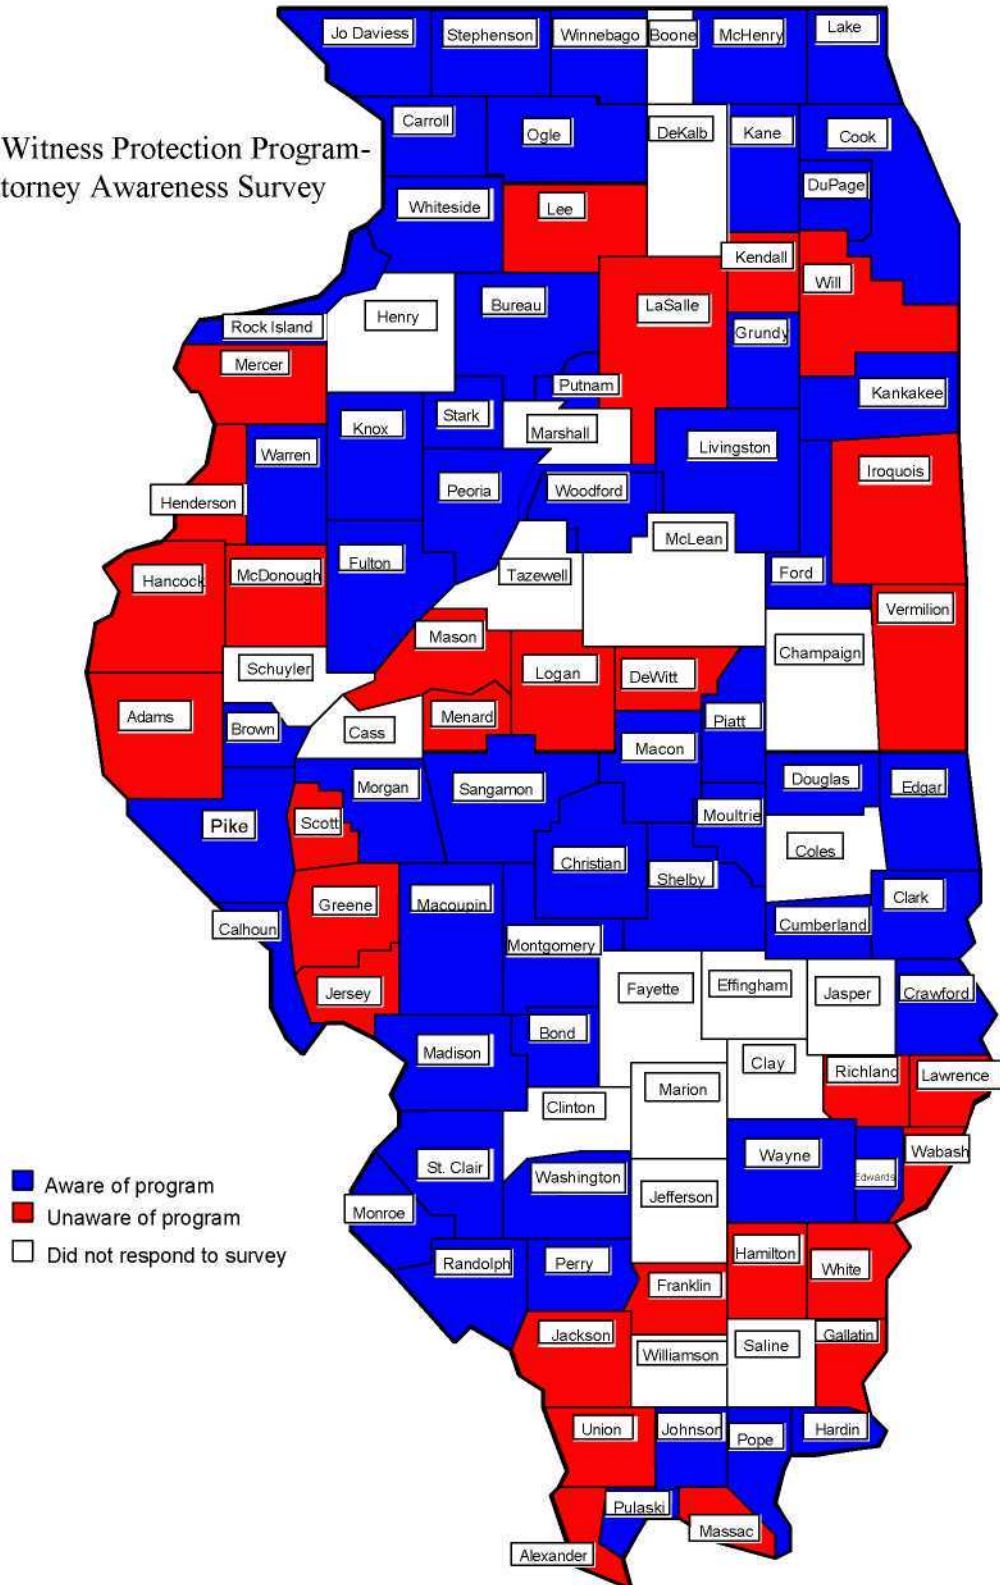 Jo Daviess Stephenson Winnebago Boone McHenry Lake
Carroll Ogle DeKalb Kane Cook
Witness Protection Program-
torney Awareness Survey
DuPage
Whiteside Lee
Kendall
Will
Henry Bureau LaSalle
Rock Island Grundy
Mercer
Putnam Kankakee
Knox Stark
Marshall Livingston
Warren
Iroquois
Henderson Peoria Woodford
McLean
Hancock McDonough Fulton Tazewell Ford
Vermilion
Mason
Champaign
Schuyler Logan DeWitt
Adams Brown Cass Menard Piatt
Macon
Morgan Sangamon Douglas Edgar
Pike Scott Moultrie
Christian Coles
Shelby
Greene Macoupin Clark
Calhoun Cumberland
Montgomery
Jersey Fayette Effingham Jasper Crawford
Madison Bond
Clay Richland Lawrence
Marion
Clinton
St. Clair Wayne Wabash
Washington Edwards
Aware of program
Jefferson
Monroe
Unaware of program
Did not respond to survey
Randolph Perry Hamilton White
Franklin
Jackson Gallatin
Williamson Saline
Union Johnson Pope Hardin
Pulaski
Massac
Alexander